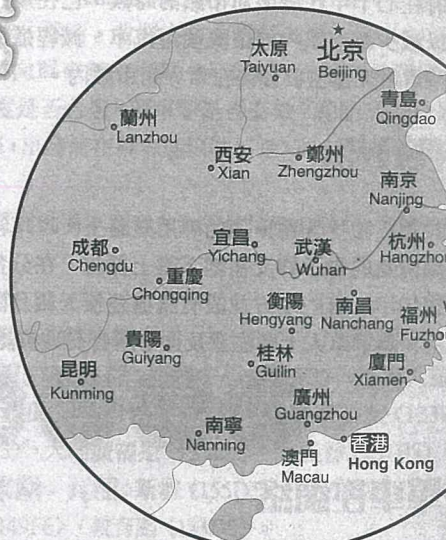 太原
Taiyuan
北京
Beijing
青島
Qingdao
蘭州
Lanzhou
西安
Xian
鄭州
Zhengzhou
南京
Nanjing
成都
Chengdu
宜昌
Yichang
武漢
Wuhan
杭州
Hangzho
重慶
Chongqing
衡陽
Hengyang
南昌
Nanchang
福州
Fuzho
貴陽
Guiyang
桂林
Guilin
廈門
Xiamen
昆明
Kunming
廣州
Guangzhou
南寧
Nanning
香港
Hong Kong
澳門
Macau